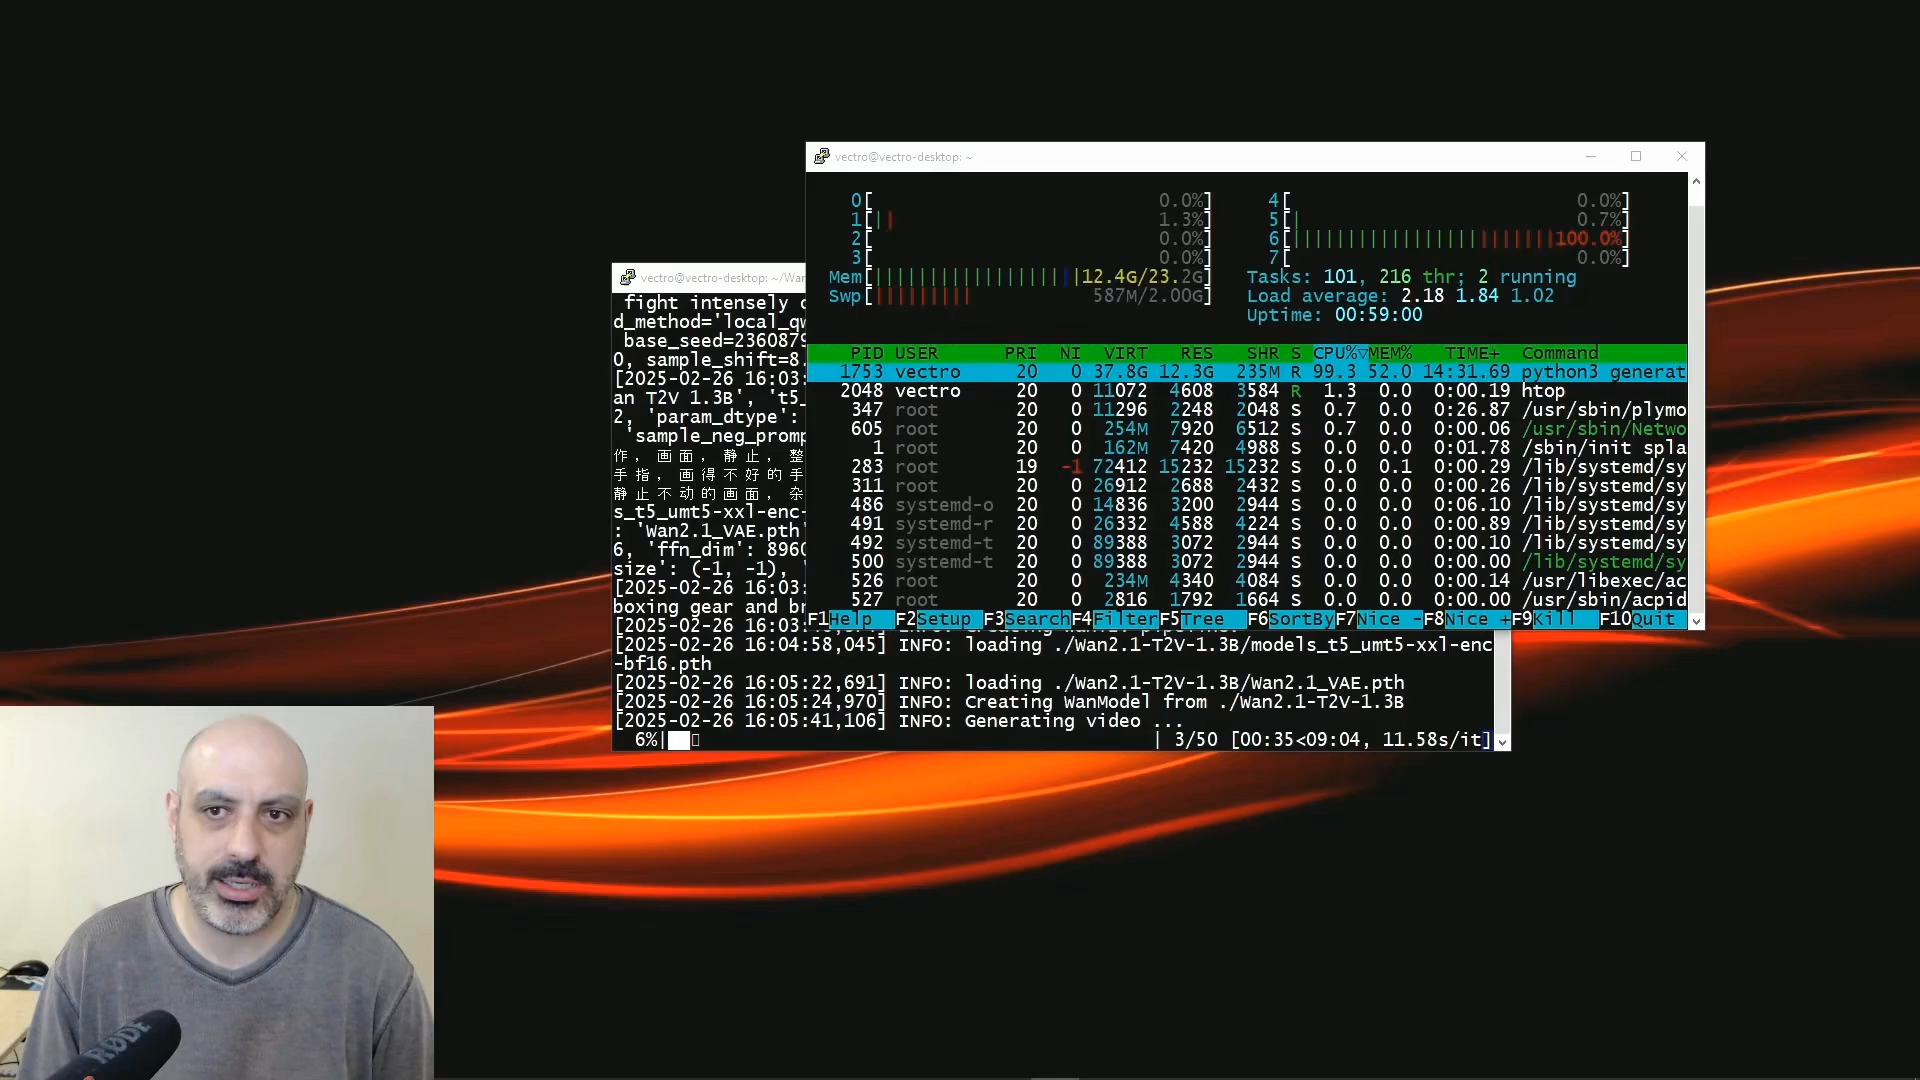 vectro@vectro-desktop: ~
0[ 0.0%] 4[ 0.0%]
1[|| 1.3%] 5[| 0.7%]
2[ 0.0%] 6[|||||||||||||||||||||||||100.0%]
3[ 0.0%] 7[ 0.0%]
Mem[||||||||||||||||||||12.4G/23.2G] Tasks: 101, 216 thr; 2 running
Swp[||||||||| 587M/2.00G] Load average: 2.18 1.84 1.02
Uptime: 00:59:00
PID USER PRI NI VIRT RES SHR S CPU%▽MEM% TIME+ Command
1753 vectro 20 0 37.8G 12.3G 235M R 99.3 52.0 14:31.69 python3 generat
2048 vectro 20 0 11072 4608 3584 R 1.3 0.0 0:00.19 htop
347 root 20 0 11296 2248 2048 S 0.7 0.0 0:26.87 /usr/sbin/plymo
605 root 20 0 254M 7920 6512 S 0.7 0.0 0:00.06 /usr/sbin/Netwo
1 root 20 0 162M 7420 4988 S 0.0 0.0 0:01.78 /sbin/init spla
283 root 19 -1 72412 15232 15232 S 0.0 0.1 0:00.29 /lib/systemd/sy
311 root 20 0 26912 2688 2432 S 0.0 0.0 0:00.26 /lib/systemd/sy
486 systemd-o 20 0 14836 3200 2944 S 0.0 0.0 0:06.10 /lib/systemd/sy
491 systemd-r 20 0 26332 4588 4224 S 0.0 0.0 0:00.89 /lib/systemd/sy
492 systemd-t 20 0 89388 3072 2944 S 0.0 0.0 0:00.10 /lib/systemd/sy
500 systemd-t 20 0 89388 3072 2944 S 0.0 0.0 0:00.00 /lib/systemd/sy
526 root 20 0 234M 4340 4084 S 0.0 0.0 0:00.14 /usr/libexec/ac
527 root 20 0 2816 1792 1664 S 0.0 0.0 0:00.00 /usr/sbin/acpid
F1Help F2Setup F3SearchF4FilterF5Tree F6SortByF7Nice -F8Nice +F9Kill F10Quit
vectro@vectro-desktop: ~/Wan
fight intensely
d_method='local_qw
base_seed=2360879
0, sample_shift=8.
[2025-02-26 16:03:
an T2V 1.3B', 't5_
2, 'param_dtype':
'sample_neg_promp
作，画面，静止，整
手指，画得不好的手
静止不动的画面，杂
s_t5_umt5-xxl-enc-
: 'Wan2.1_VAE.pth'
6, 'ffn_dim': 8960
size': (-1, -1),
[2025-02-26 16:03:
boxing gear and br
[2025-02-26 16:03:
[2025-02-26 16:04:58,045] INFO: loading ./Wan2.1-T2V-1.3B/models_t5_umt5-xxl-enc
-bf16.pth
[2025-02-26 16:05:22,691] INFO: loading ./Wan2.1-T2V-1.3B/Wan2.1_VAE.pth
[2025-02-26 16:05:24,970] INFO: Creating WanModel from ./Wan2.1-T2V-1.3B
[2025-02-26 16:05:41,106] INFO: Generating video ...
6%| | 3/50 [00:35<09:04, 11.58s/it]
RØDE